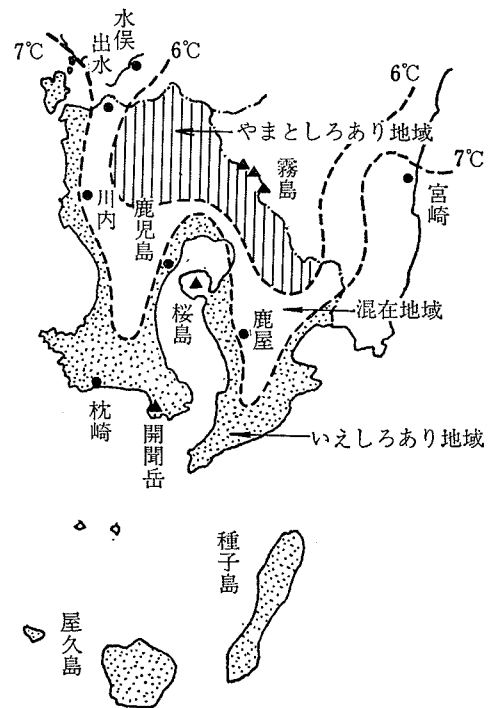 水俣
出水
7℃
6℃
6℃
7℃
やまとしろあり地域
霧島
宮崎
川内
鹿児島
桜島
鹿屋
混在地域
枕崎
開聞岳
いえしろあり地域
種子島
屋久島